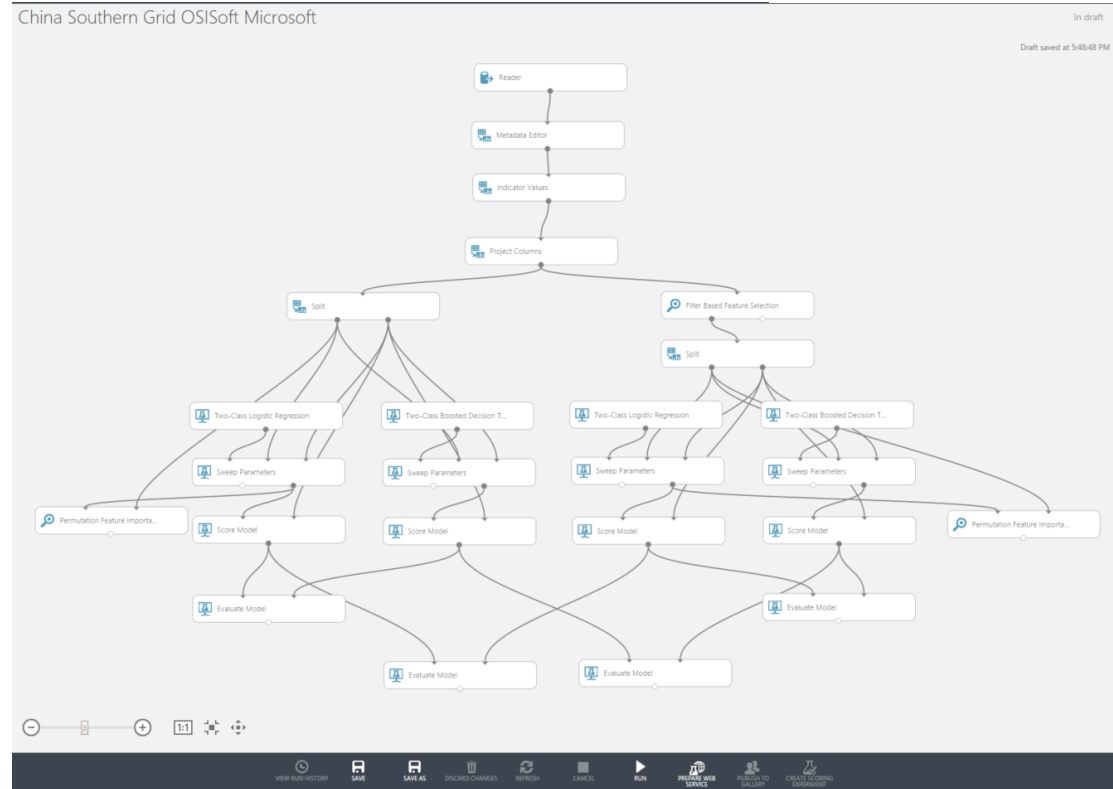 China Southern Grid OSISoft Microsoft
In draft
Draft saved at 5:48:48 PM
Reader
Metadata Editor
Indicator Values
Project Columns
Split
Filter Based Feature Selection
Split
Two-Class Logistic Regression
Two-Class Boosted Decision T...
Two-Class Logistic Regression
Two-Class Boosted Decision T...
Sweep Parameters
Sweep Parameters
Sweep Parameters
Sweep Parameters
Permutation Feature Importa...
Score Model
Score Model
Score Model
Score Model
Permutation Feature Importa...
Evaluate Model
Evaluate Model
Evaluate Model
Evaluate Model
1:1
VIEW RUN HISTORY
SAVE
SAVE AS
DISCARD CHANGES
REFRESH
CANCEL
RUN
PREPARE WEB
SERVICE
PUBLISH TO
GALLERY
CREATE SCORING
EXPERIMENT